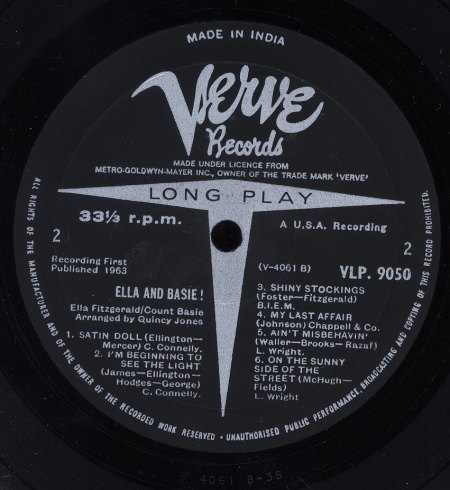 MADE IN INDIA
Verve
Records
MADE UNDER LICENCE FROM
METRO-GOLDWYN-MAYER INC., OWNER OF THE TRADE MARK 'VERVE'
LONG PLAY
33⅓ r.p.m.
A U.S.A. Recording
2
2
Recording First
Published 1963
(V-4061 B)
VLP. 9050
ELLA AND BASIE!
Ella Fitzgerald/Count Basie
Arranged by Quincy Jones
1. SATIN DOLL (Ellington-
Mercer) C. Connelly.
2. I'M BEGINNING TO
SEE THE LIGHT
(James-Ellington-
Hodges-George)
C. Connelly.
3. SHINY STOCKINGS
(Foster-Fitzgerald)
B.I.E.M.
4. MY LAST AFFAIR
(Johnson) Chappell & Co.
5. AIN'T MISBEHAVIN'
(Waller-Brooks-Razaf)
L. Wright.
6. ON THE SUNNY
SIDE OF THE
STREET (McHugh-
Fields)
L. Wright
ALL RIGHTS OF THE MANUFACTURER AND OF THE OWNER OF THE RECORDED WORK RESERVED • UNAUTHORISED PUBLIC PERFORMANCE, BROADCASTING AND COPYING OF THIS RECORD PROHIBITED.
V 4061 B-3S